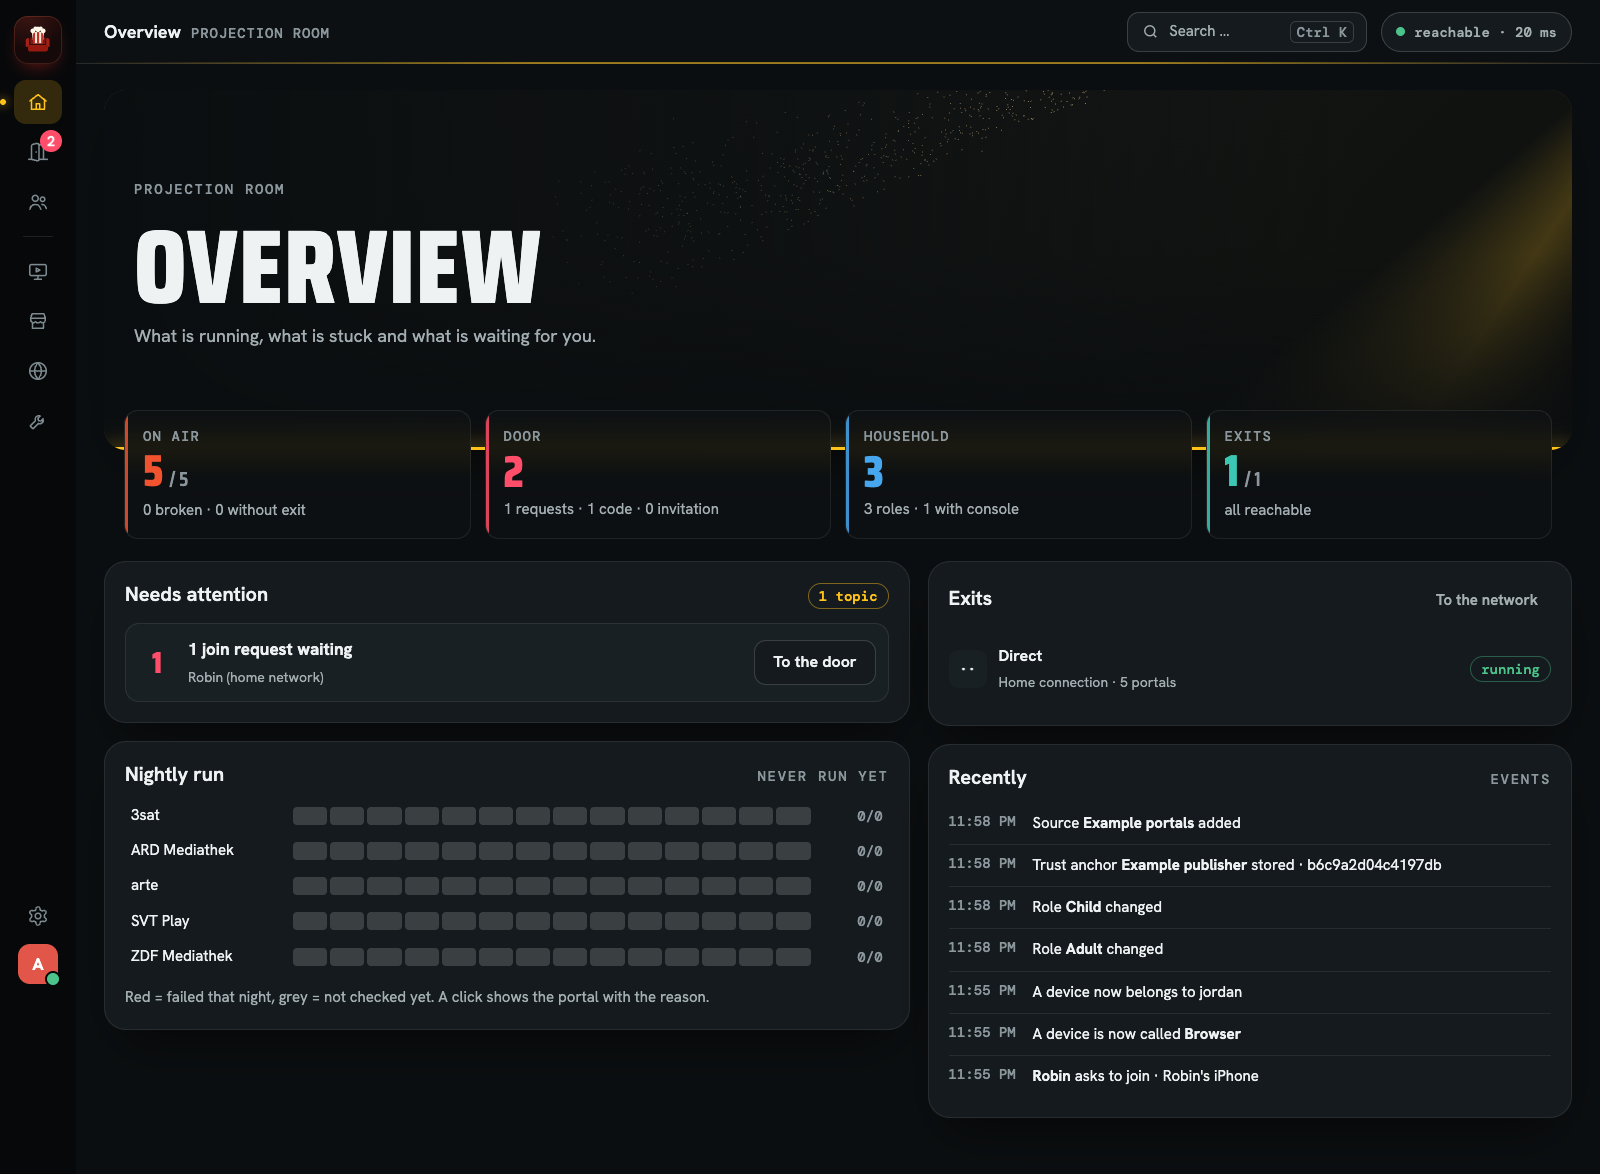 Overview PROJECTION ROOM
Search ... Ctrl K
reachable · 20 ms
2
PROJECTION ROOM
OVERVIEW
What is running, what is stuck and what is waiting for you.
ON AIR
5 / 5
0 broken · 0 without exit
DOOR
2
1 requests · 1 code · 0 invitation
HOUSEHOLD
3
3 roles · 1 with console
EXITS
1 / 1
all reachable
Needs attention
1 topic
1
1 join request waiting
Robin (home network)
To the door
Exits
To the network
Direct
Home connection · 5 portals
running
Nightly run
NEVER RUN YET
3sat 0/0
ARD Mediathek 0/0
arte 0/0
SVT Play 0/0
ZDF Mediathek 0/0
Red = failed that night, grey = not checked yet. A click shows the portal with the reason.
Recently
EVENTS
11:58 PM Source Example portals added
11:58 PM Trust anchor Example publisher stored · b6c9a2d04c4197db
11:58 PM Role Child changed
11:58 PM Role Adult changed
11:55 PM A device now belongs to jordan
11:55 PM A device is now called Browser
11:55 PM Robin asks to join · Robin's iPhone
A